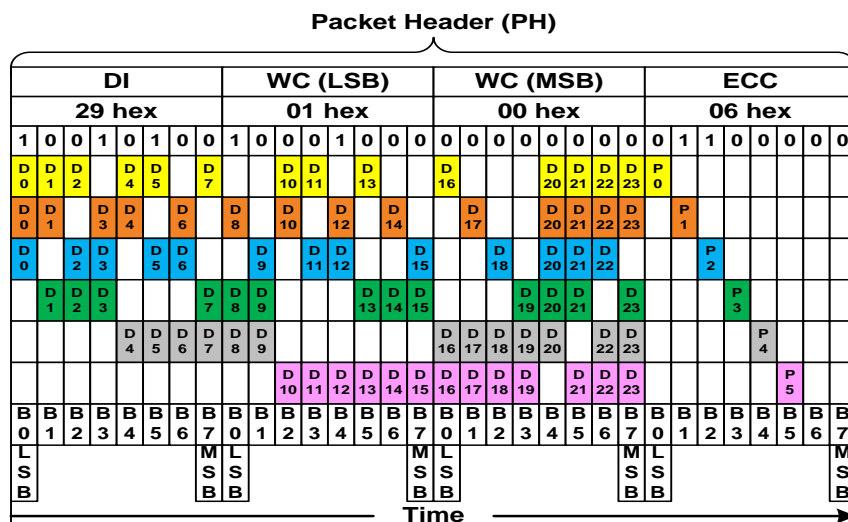 Packet Header (PH)
DI WC (LSB) WC (MSB) ECC
29 hex 01 hex 00 hex 06 hex
1 0 0 1 0 1 0 0 1 0 0 0 1 0 0 0 0 0 0 0 0 0 0 0 0 1 1 0 0 0 0 0
D0 D1 D2 D4 D5 D7 D10 D11 D13 D16 D20 D21 D22 D23 P0
D0 D1 D3 D4 D6 D8 D10 D12 D14 D17 D20 D21 D22 D23 P1
D0 D2 D3 D5 D6 D9 D11 D12 D15 D18 D20 D21 D22 P2
D1 D2 D3 D7 D8 D9 D13 D14 D15 D19 D20 D21 D23 P3
D4 D5 D6 D7 D8 D9 D16 D17 D18 D19 D20 D22 D23 P4
D10 D11 D12 D13 D14 D15 D16 D17 D18 D19 D21 D22 D23 P5
B0 B1 B2 B3 B4 B5 B6 B7 B0 B1 B2 B3 B4 B5 B6 B7 B0 B1 B2 B3 B4 B5 B6 B7 B0 B1 B2 B3 B4 B5 B6 B7
LSB MSB LSB MSB LSB MSB LSB MSB
Time